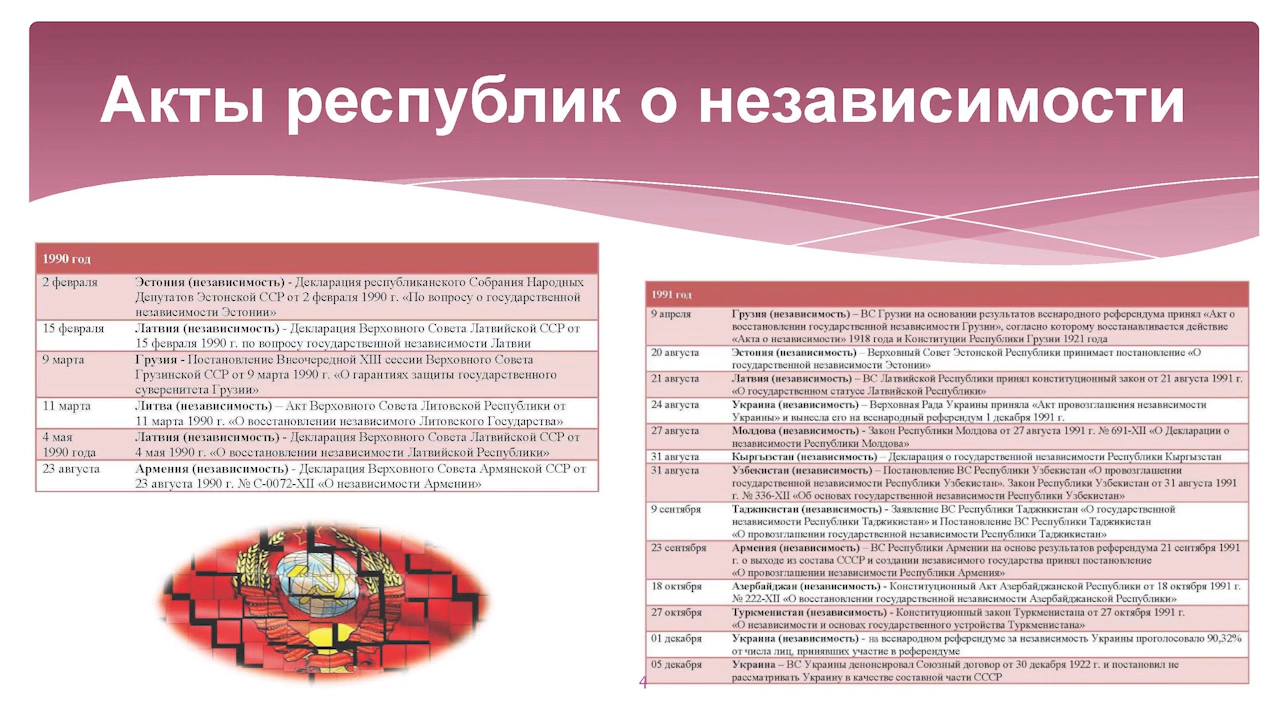 Акты республик о независимости
1990 год
2 февраля
Эстония (независимость) - Декларация республиканского Собрания Народных
Депутатов Эстонской ССР от 2 февраля 1990 г. «По вопросу о государственной
независимости Эстонии»
15 февраля
Латвия (независимость) - Декларация Верховного Совета Латвийской ССР от
15 февраля 1990 г. по вопросу государственной независимости Латвии
9 марта
Грузия - Постановление Внеочередной XIII сессии Верховного Совета
Грузинской ССР от 9 марта 1990 г. «О гарантиях защиты государственного
суверенитета Грузии»
11 марта
Литва (независимость) – Акт Верховного Совета Литовской Республики от
11 марта 1990 г. «О восстановлении независимого Литовского Государства»
4 мая
1990 года
Латвия (независимость) - Декларация Верховного Совета Латвийской ССР от
4 мая 1990 г. «О восстановлении независимости Латвийской Республики»
23 августа
Армения (независимость) - Декларация Верховного Совета Армянской ССР от
23 августа 1990 г. № С-0072-XII «О независимости Армении»
1991 год
9 апреля
Грузия (независимость) – ВС Грузии на основании результатов всенародного референдума принял «Акт о
восстановлении государственной независимости Грузии», согласно которому восстанавливается действие
«Акта о независимости» 1918 года и Конституции Республики Грузии 1921 года
20 августа
Эстония (независимость) – Верховный Совет Эстонской Республики принимает постановление «О
государственной независимости Эстонии»
21 августа
Латвия (независимость) – ВС Латвийской Республики принял конституционный закон от 21 августа 1991 г.
«О государственном статусе Латвийской Республики»
24 августа
Украина (независимость) – Верховная Рада Украины приняла «Акт провозглашения независимости
Украины» и вынесла его на всенародный референдум 1 декабря 1991 г.
27 августа
Молдова (независимость) - Закон Республики Молдова от 27 августа 1991 г. № 691-XII «О Декларации о
независимости Республики Молдова»
31 августа
Кыргызстан (независимость) – Декларация о государственной независимости Республики Кыргызстан
31 августа
Узбекистан (независимость) – Постановление ВС Республики Узбекистан «О провозглашении
государственной независимости Республики Узбекистан». Закон Республики Узбекистан от 31 августа 1991
г. № 336-XII «Об основах государственной независимости Республики Узбекистан»
9 сентября
Таджикистан (независимость) - Заявление ВС Республики Таджикистан «О государственной
независимости Республики Таджикистан» и Постановление ВС Республики Таджикистан
«О провозглашении государственной независимости Республики Таджикистан»
23 сентября
Армения (независимость) – ВС Республики Армении на основе результатов референдума 21 сентября 1991
г. о выходе из состава СССР и создании независимого государства принял постановление
«О провозглашении независимости Республики Армения»
18 октября
Азербайджан (независимость) - Конституционный Акт Азербайджанской Республики от 18 октября 1991 г.
№ 222-XII «О восстановлении государственной независимости Азербайджанской Республики»
27 октября
Туркменистан (независимость) - Конституционный закон Туркменистана от 27 октября 1991 г.
«О независимости и основах государственного устройства Туркменистана»
01 декабря
Украина (независимость) - на всенародном референдуме за независимость Украины проголосовало 90,32%
от числа лиц, принявших участие в референдуме
05 декабря
Украина – ВС Украины денонсировал Союзный договор от 30 декабря 1922 г. и постановил не
рассматривать Украину в качестве составной части СССР
4